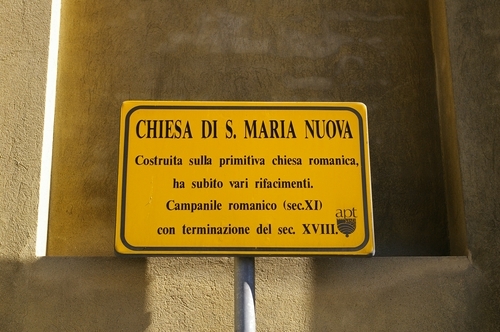 CHIESA DI S. MARIA NUOVA
Costruita sulla primitiva chiesa romanica,
ha subito vari rifacimenti.
Campanile romanico (sec.XI)
con terminazione del sec. XVIII.
apt